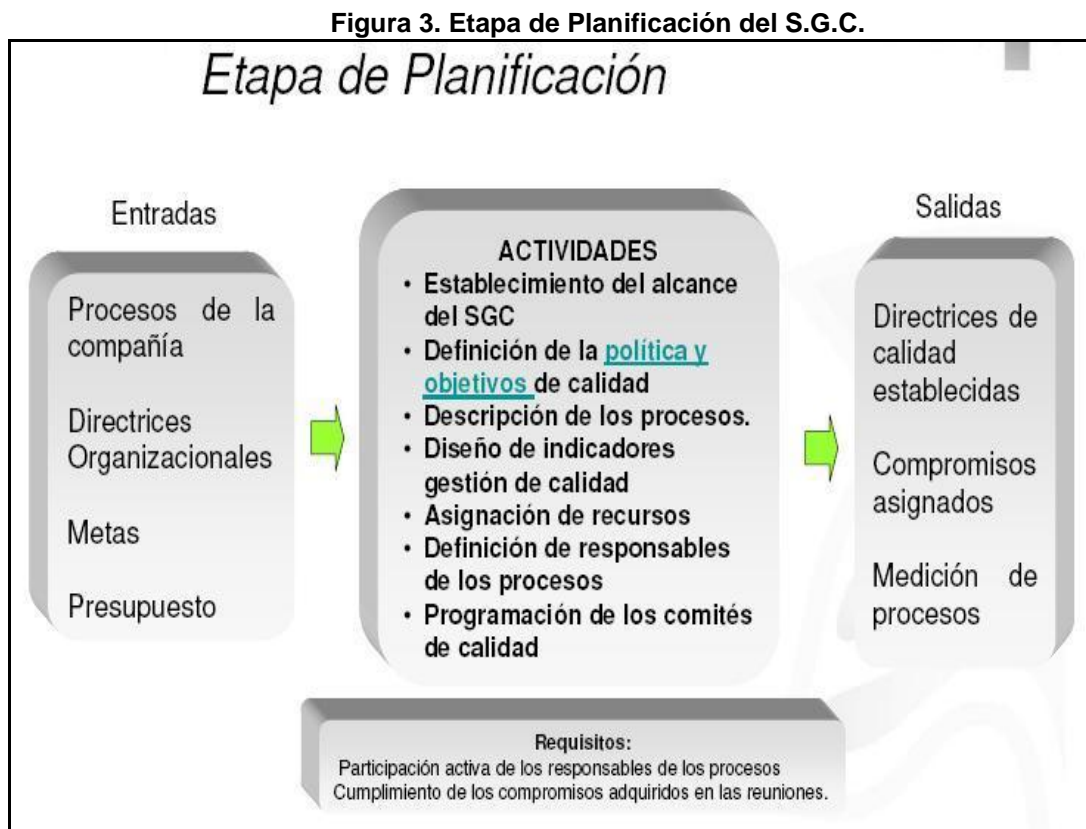 Figura 3. Etapa de Planificación del S.G.C.
Etapa de Planificación
Entradas
Procesos de la
compañía
Directrices
Organizacionales
Metas
Presupuesto
ACTIVIDADES
• Establecimiento del alcance
del SGC
• Definición de la política y
objetivos de calidad
• Descripción de los procesos.
• Diseño de indicadores
gestión de calidad
• Asignación de recursos
• Definición de responsables
de los procesos
• Programación de los comités
de calidad
Salidas
Directrices de
calidad
establecidas
Compromisos
asignados
Medición de
procesos
Requisitos:
Participación activa de los responsables de los procesos
Cumplimiento de los compromisos adquiridos en las reuniones.